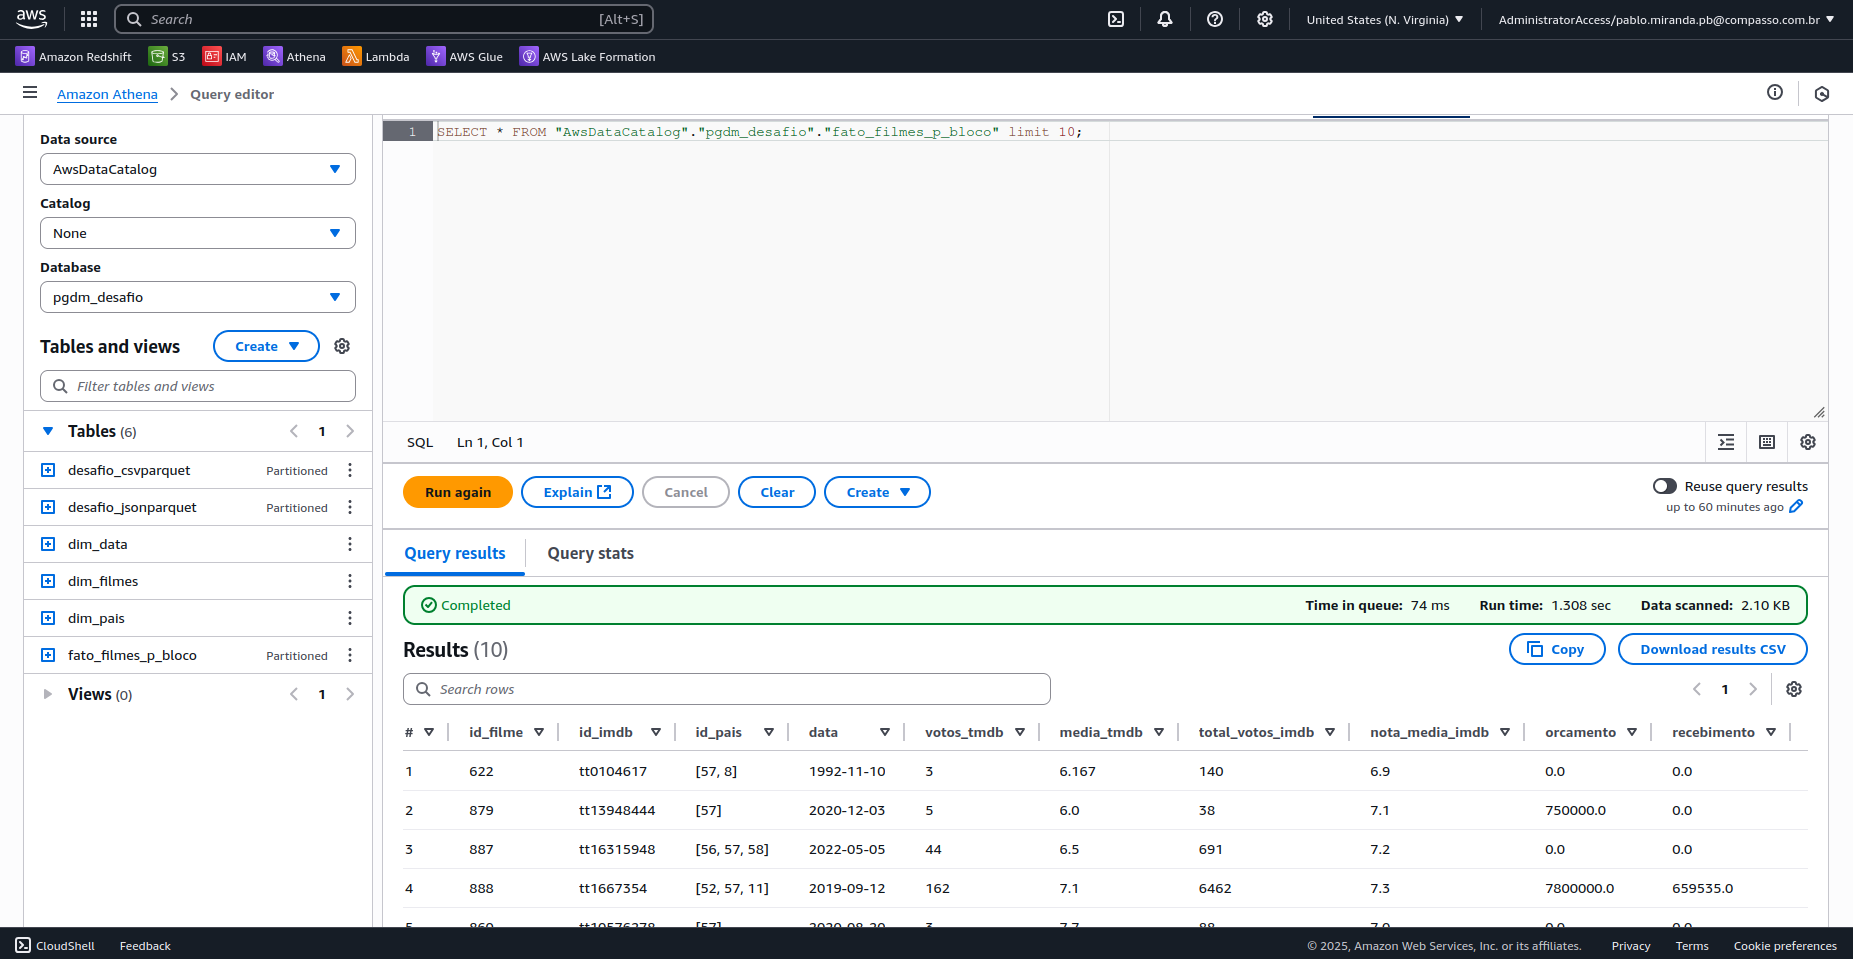 aws
Search [Alt+S]
United States (N. Virginia) AdministratorAccess/pablo.miranda.pb@compasso.com.br
Amazon Redshift S3 IAM Athena Lambda AWS Glue AWS Lake Formation
Amazon Athena Query editor
Data source
AwsDataCatalog
Catalog
None
Database
pgdm_desafio
Tables and views Create
Filter tables and views
Tables (6) 1
desafio_csvparquet Partitioned
desafio_jsonparquet Partitioned
dim_data
dim_filmes
dim_pais
fato_filmes_p_bloco Partitioned
Views (0) 1
1 SELECT * FROM "AwsDataCatalog"."pgdm_desafio"."fato_filmes_p_bloco" limit 10;
SQL Ln 1, Col 1
Run again Explain Cancel Clear Create
Reuse query results
up to 60 minutes ago
Query results Query stats
Completed Time in queue: 74 ms Run time: 1.308 sec Data scanned: 2.10 KB
Results (10) Copy Download results CSV
Search rows 1
# id_filme id_imdb id_pais data votos_tmdb media_tmdb total_votos_imdb nota_media_imdb orcamento recebimento
1 622 tt0104617 [57, 8] 1992-11-10 3 6.167 140 6.9 0.0 0.0
2 879 tt13948444 [57] 2020-12-03 5 6.0 38 7.1 750000.0 0.0
3 887 tt16315948 [56, 57, 58] 2022-05-05 44 6.5 691 7.2 0.0 0.0
4 888 tt1667354 [52, 57, 11] 2019-09-12 162 7.1 6462 7.3 7800000.0 659535.0
CloudShell Feedback © 2025, Amazon Web Services, Inc. or its affiliates. Privacy Terms Cookie preferences